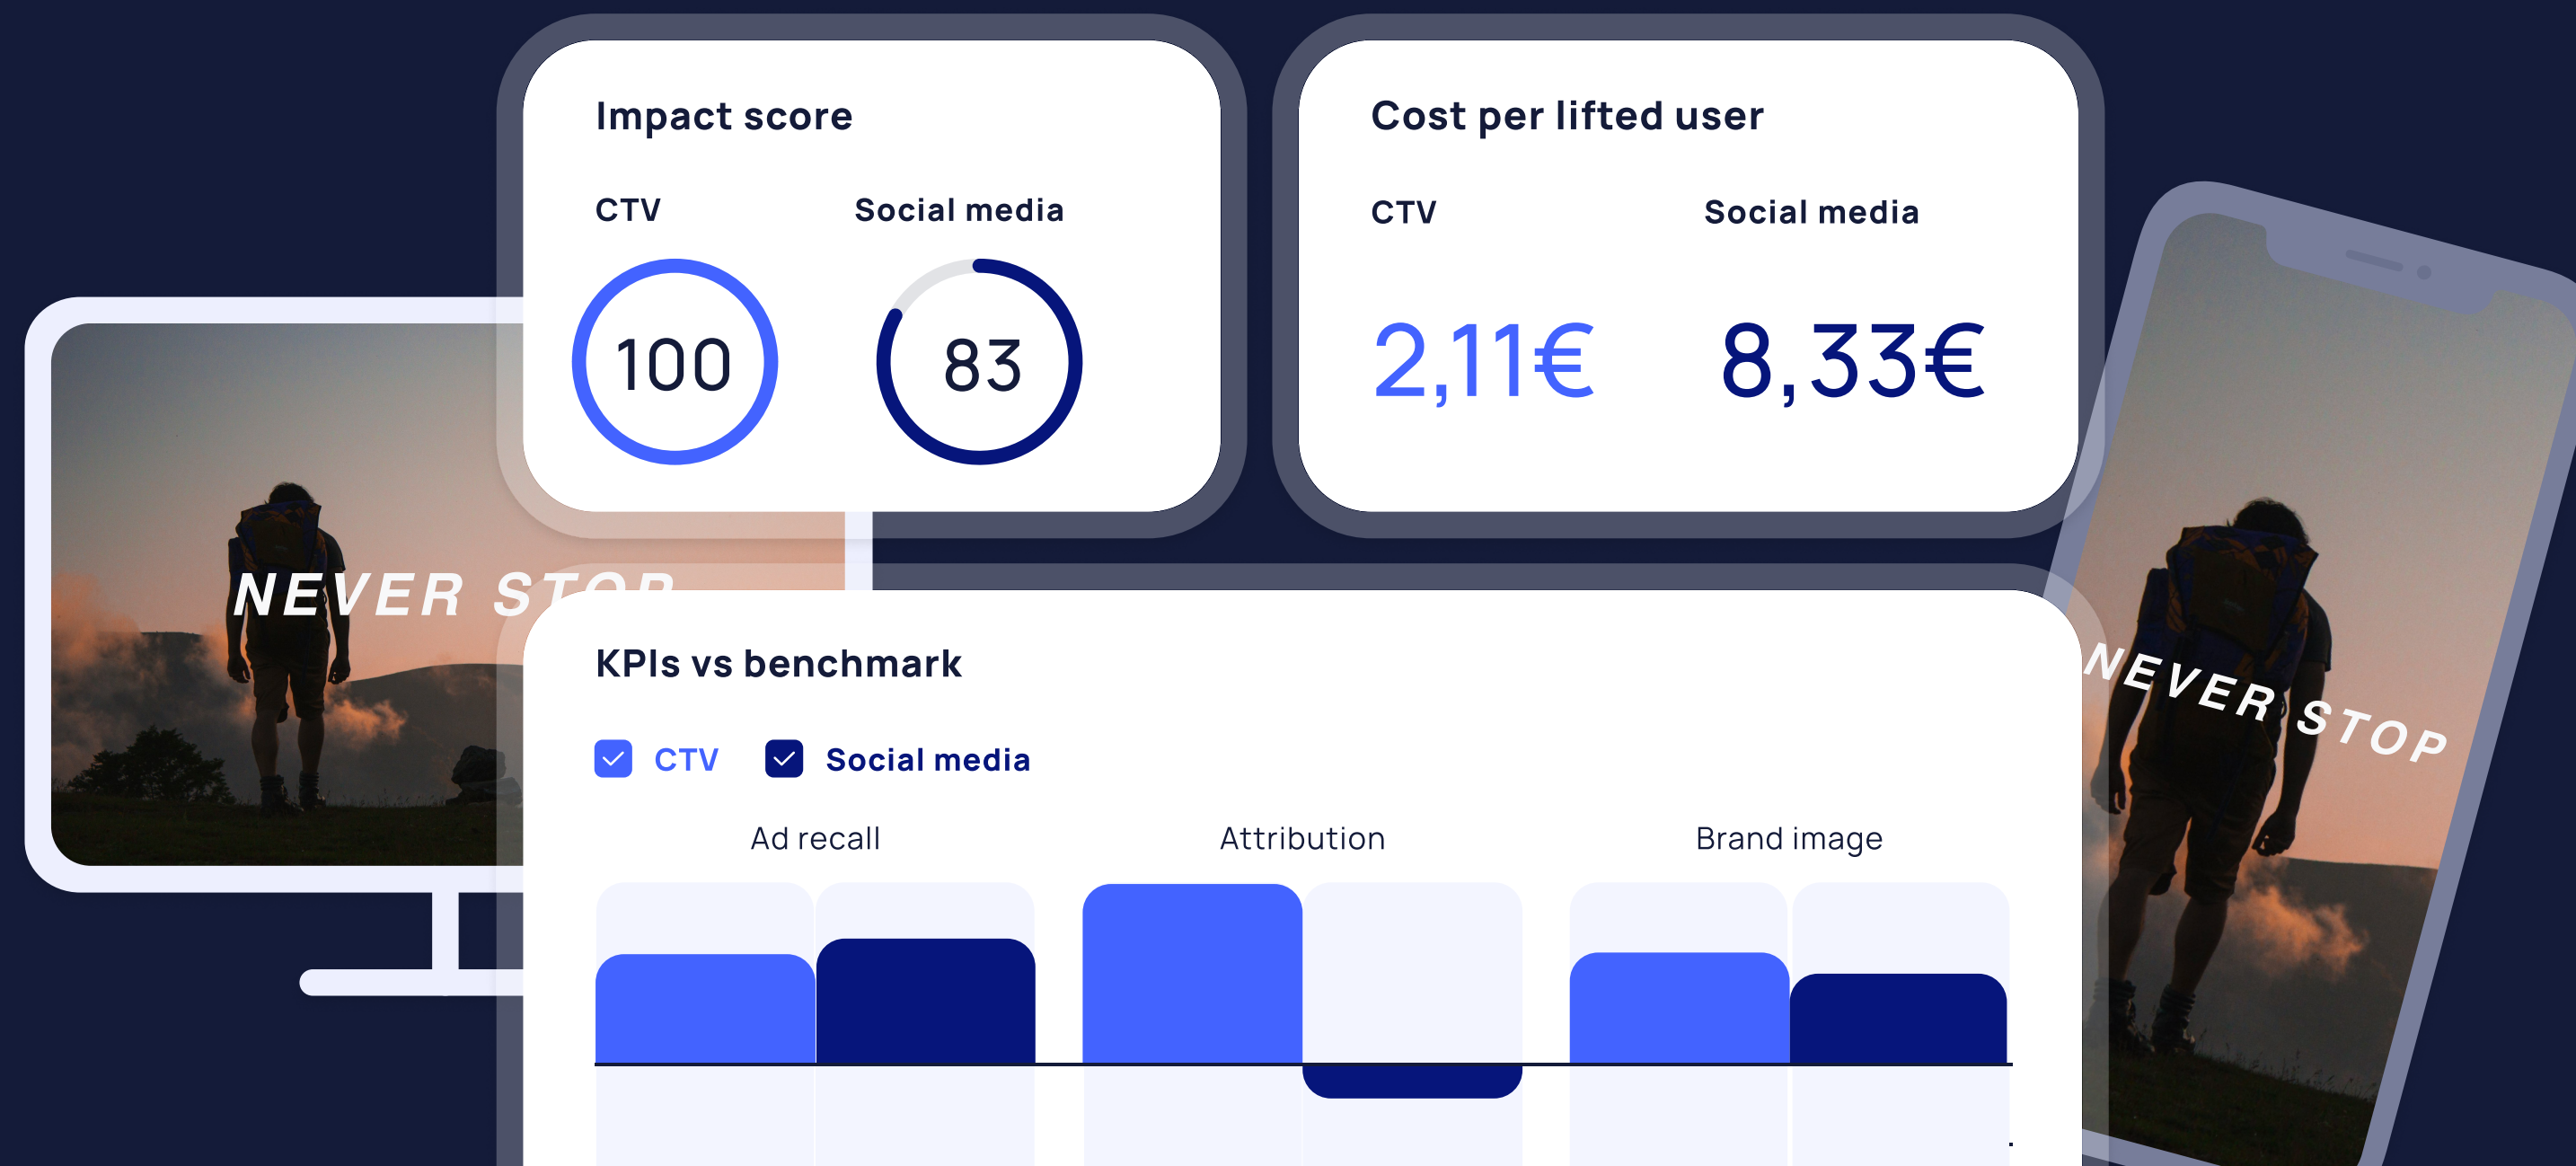 Impact score
CTV
Social media
100
83
Cost per lifted user
CTV
Social media
2,11€
8,33€
NEVER STOP
KPIs vs benchmark
CTV
Social media
Ad recall
Attribution
Brand image
NEVER STOP